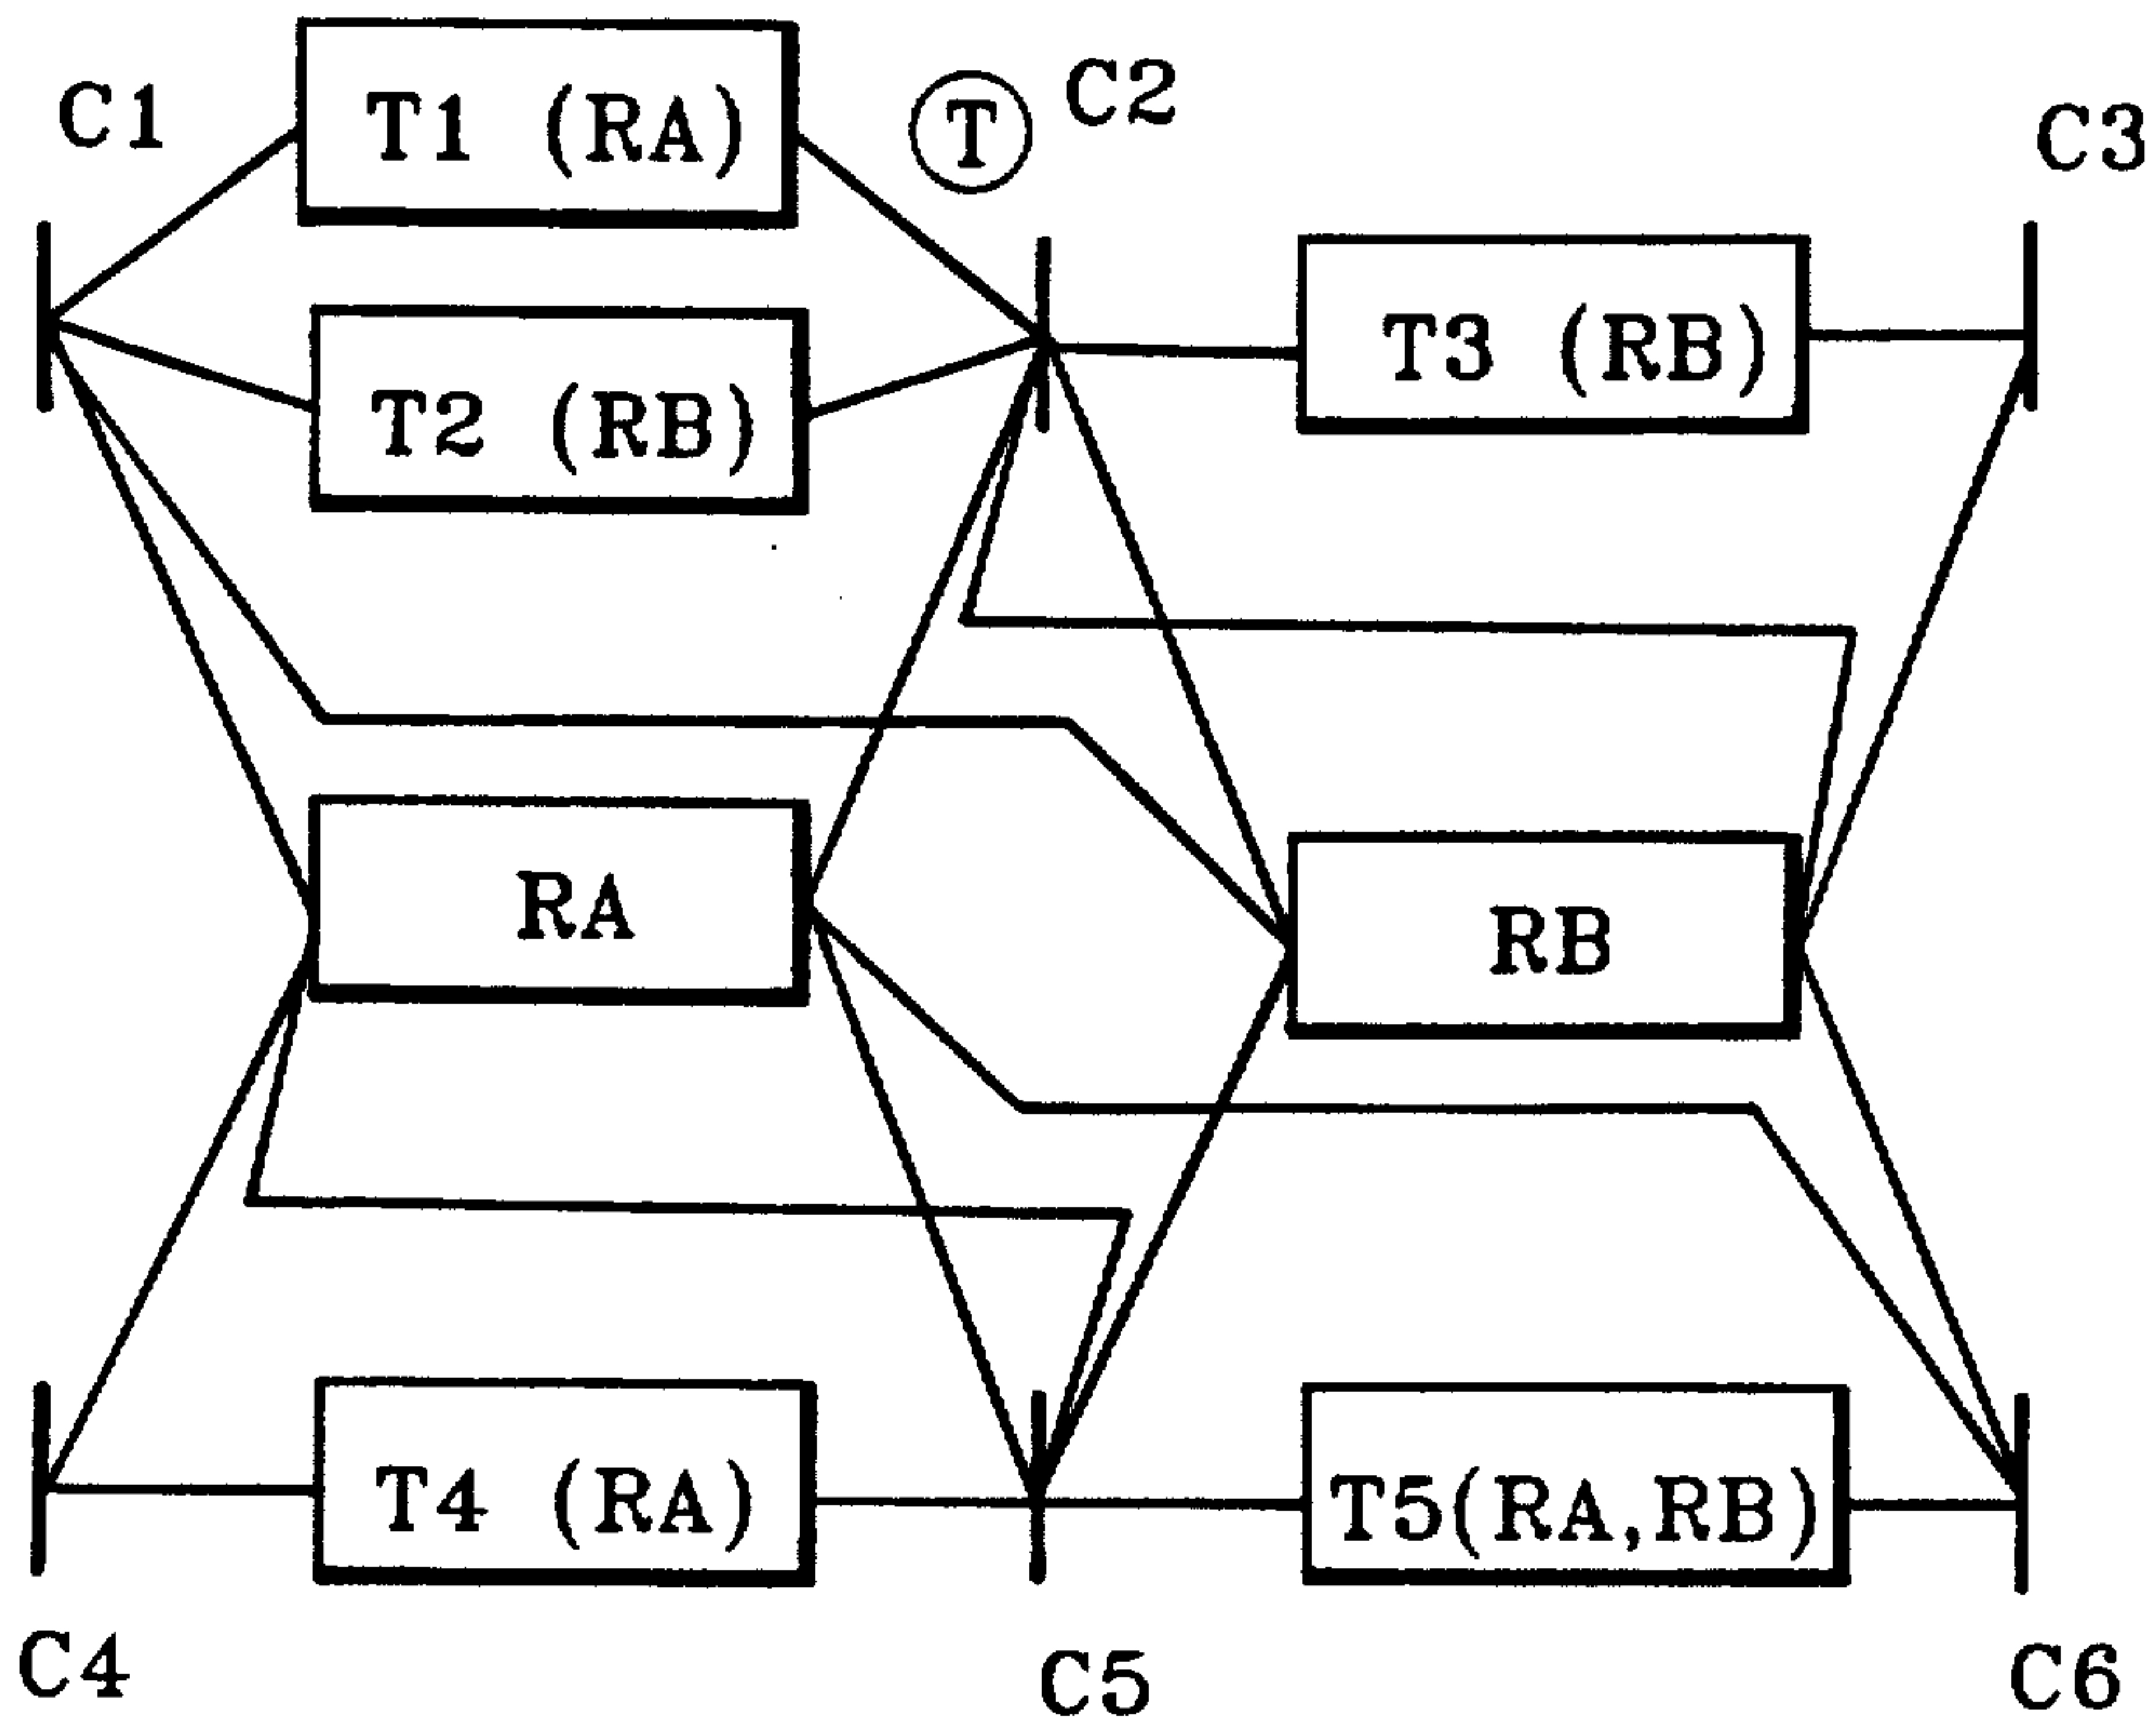 C1
T1 (RA)
T
C2
C3
T2 (RB)
T3 (RB)
RA
RB
T4 (RA)
T5(RA,RB)
C4
C5
C6